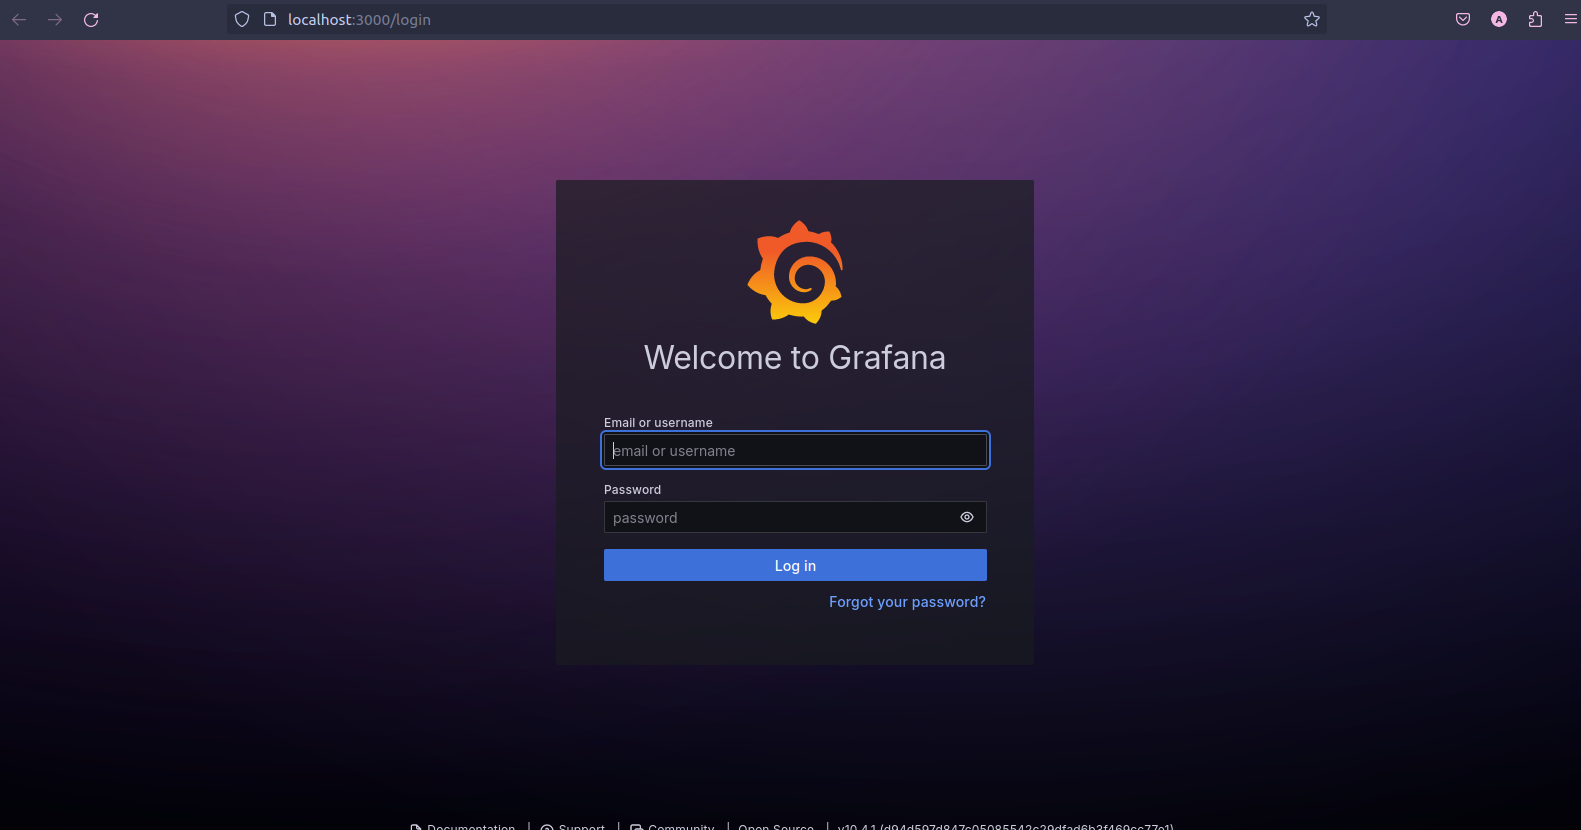 localhost:3000/login
A
Welcome to Grafana
Email or username
email or username
Password
password
Log in
Forgot your password?
Documentation | Support | Community | Open Source | v10.4.1